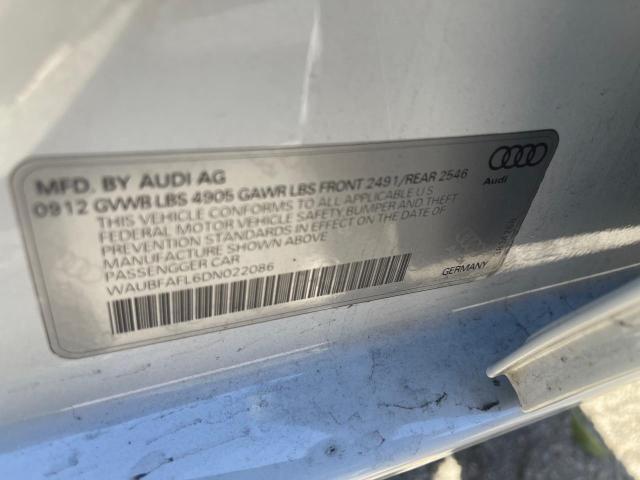 MFD. BY AUDI AG
0912 GVWR LBS 4905 GAWR LBS FRONT 2491/REAR 2546
THIS VEHICLE CONFORMS TO ALL APPLICABLE U.S.
FEDERAL MOTOR VEHICLE SAFETY, BUMPER, AND THEFT
PREVENTION STANDARDS IN EFFECT ON THE DATE OF
MANUFACTURE SHOWN ABOVE
PASSENGGER CAR
WAUBFAFL6DN022086
Audi
GERMANY